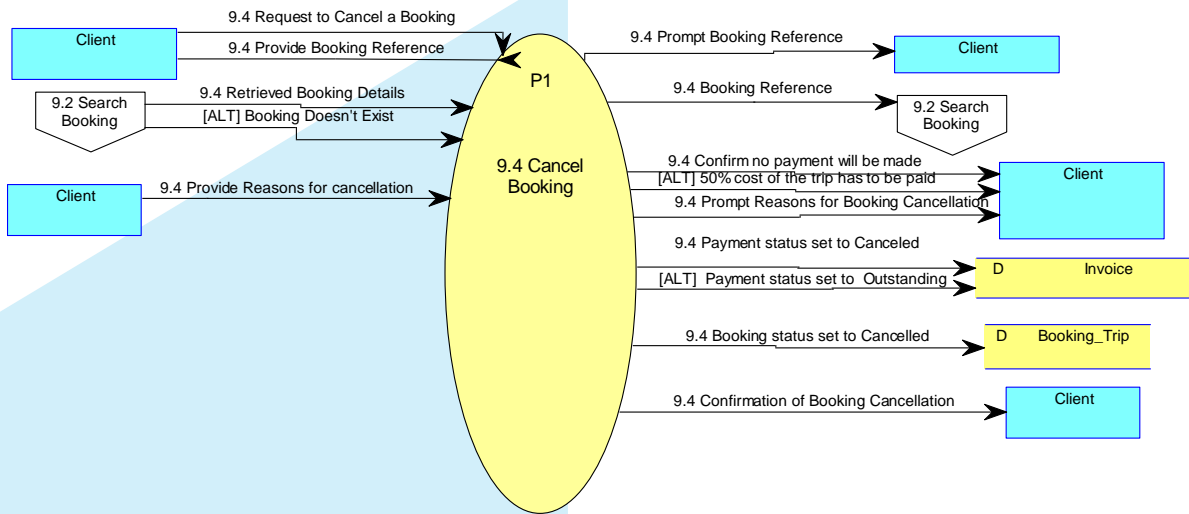 9.4 Request to Cancel a Booking
Client
9.4 Provide Booking Reference
9.4 Prompt Booking Reference
Client
P1
9.2 Search
Booking
9.4 Retrieved Booking Details
[ALT] Booking Doesn't Exist
9.4 Booking Reference
9.2 Search
Booking
9.4 Cancel
Booking
9.4 Confirm no payment will be made
[ALT] 50% cost of the trip has to be paid
9.4 Prompt Reasons for Booking Cancellation
Client
Client
9.4 Provide Reasons for cancellation
9.4 Payment status set to Canceled
[ALT] Payment status set to Outstanding
D Invoice
9.4 Booking status set to Cancelled
D Booking_Trip
9.4 Confirmation of Booking Cancellation
Client